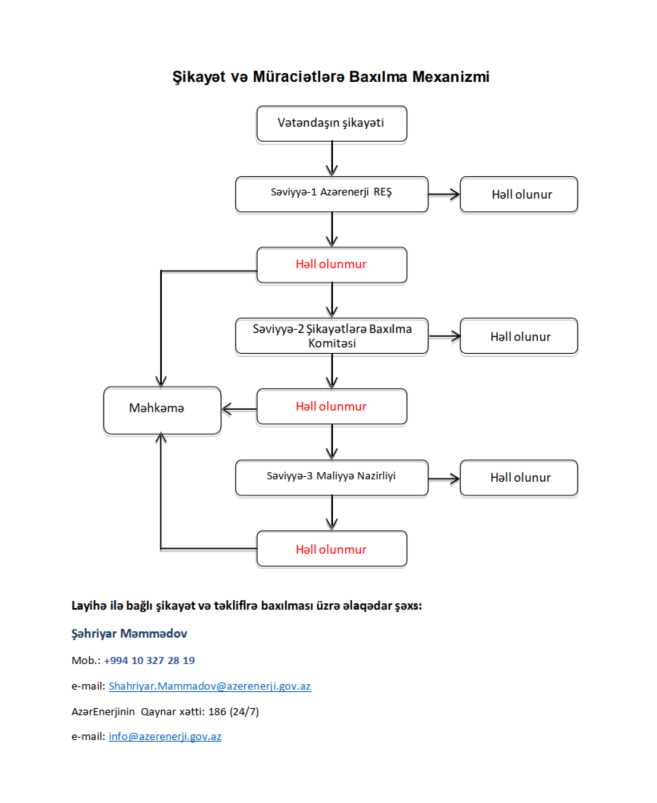 Şikayət və Müraciətlərə Baxılma Mexanizmi
Vətəndaşın şikayəti
Səviyyə-1 Azərenerji REŞ
Həll olunur
Həll olunmur
Səviyyə-2 Şikayətlərə Baxılma
Komitəsi
Həll olunur
Məhkəmə
Həll olunmur
Səviyyə-3 Maliyyə Nazirliyi
Həll olunur
Həll olunmur
Layihə ilə bağlı şikayət və təkliflrə baxılması üzrə əlaqədar şəxs:
Şəhriyar Məmmədov
Mob.: +994 10 327 28 19
e-mail: Shahriyar.Mammadov@azerenerji.gov.az
AzərEnerjinin Qaynar xətti: 186 (24/7)
e-mail: info@azerenerji.gov.az